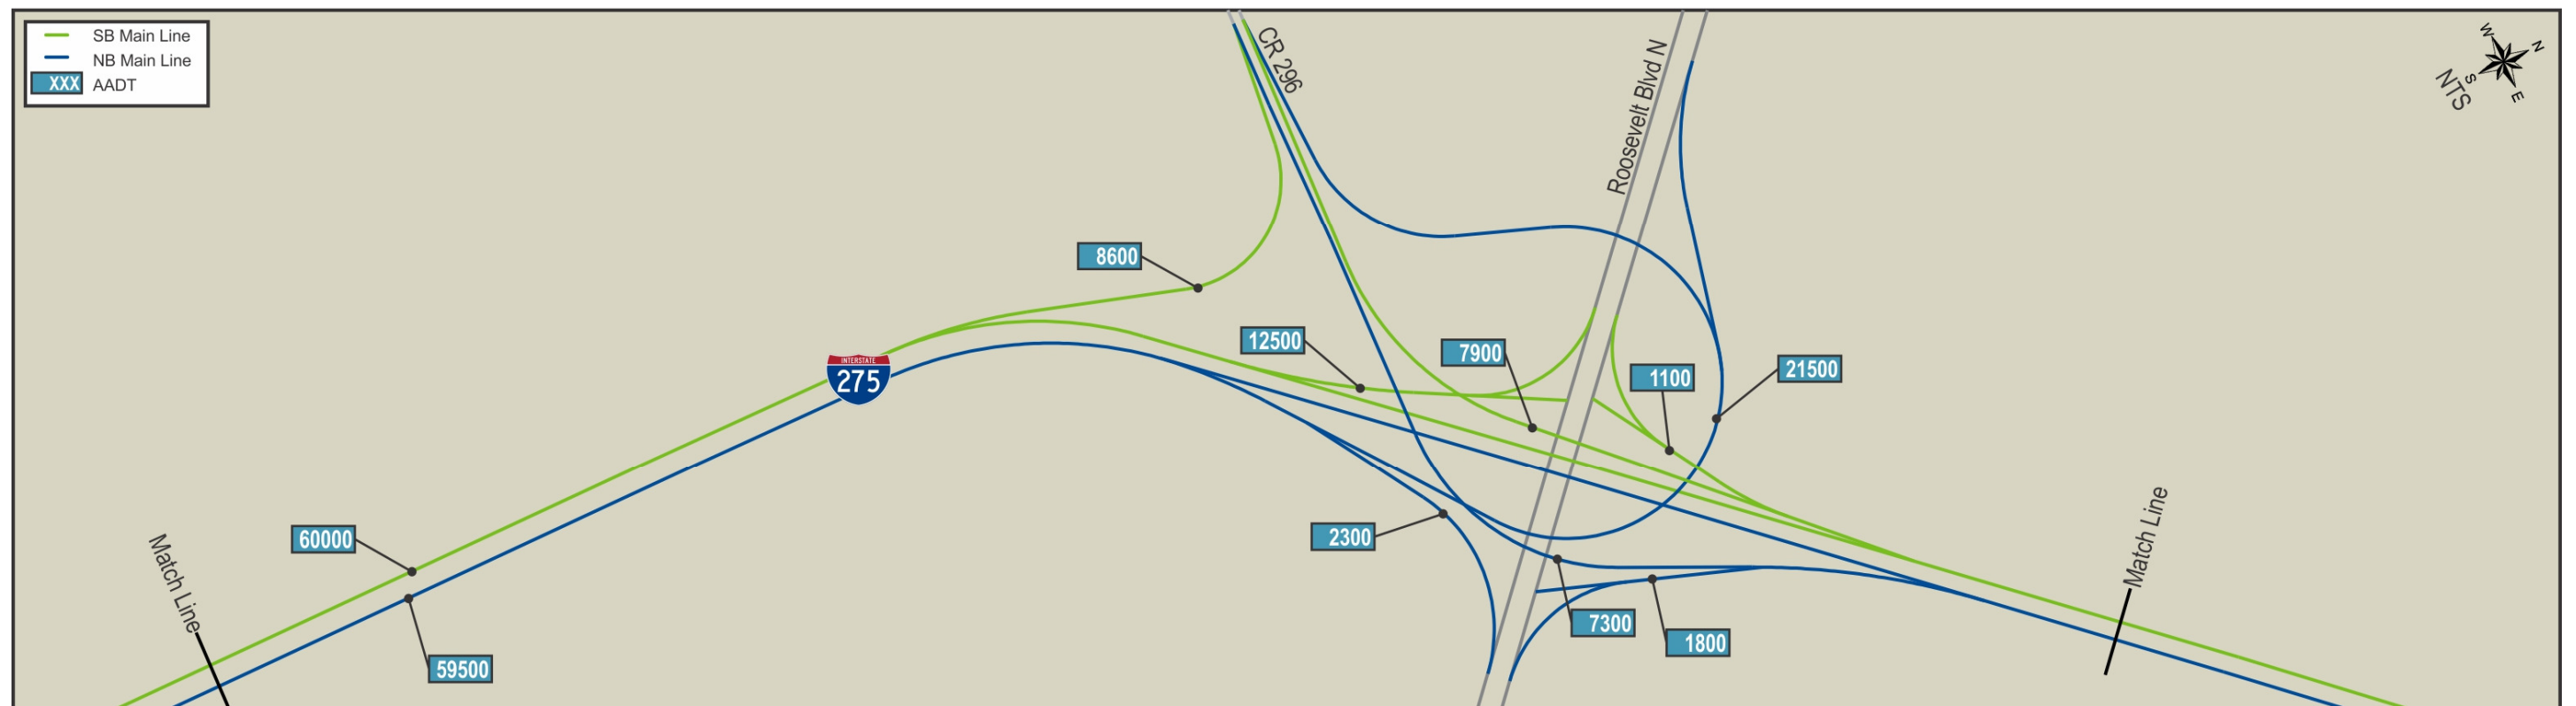 SB Main Line
NB Main Line
XXX AADT
CR 296
Roosevelt Blvd N
W
N
S
E
NTS
8600
12500
7900
1100
21500
INTERSTATE
275
2300
60000
59500
7300
1800
Match Line
Match Line